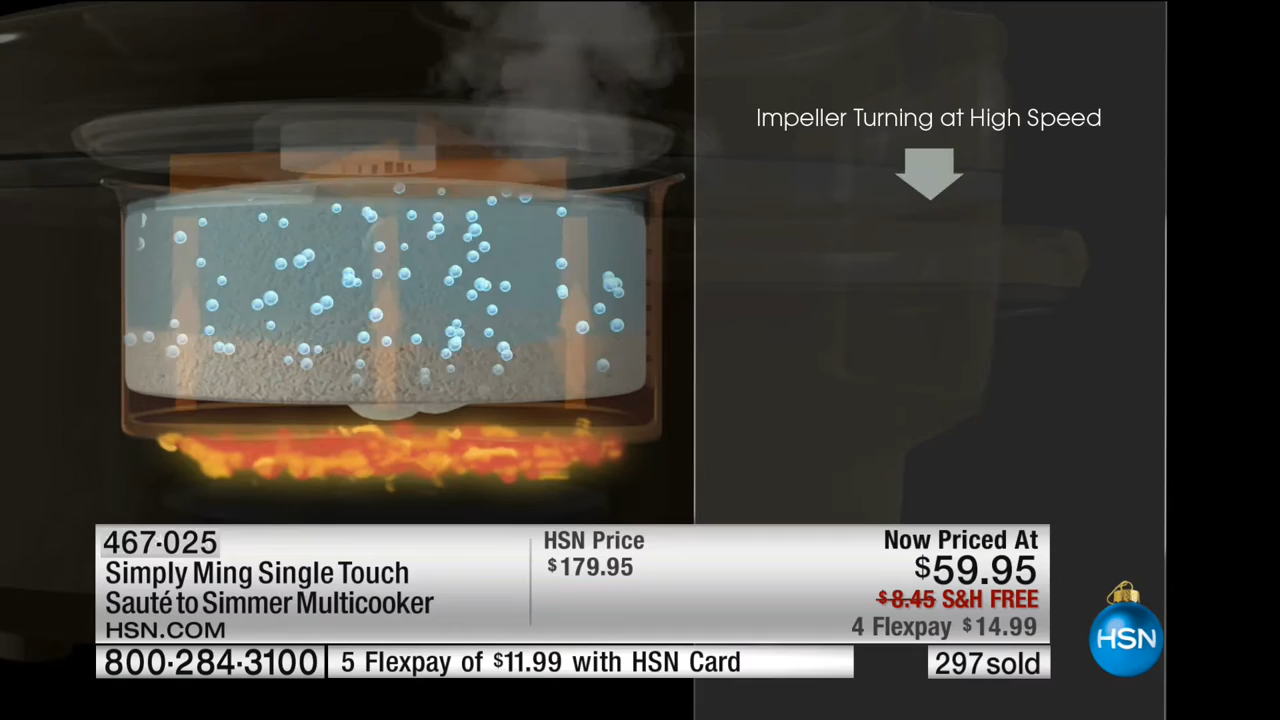 Impeller Turning at High Speed
467-025
Simply Ming Single Touch
Sauté to Simmer Multicooker
HSN.COM
HSN Price
$179.95
Now Priced At
$59.95
$8.45 S&H FREE
4 Flexpay $14.99
800-284-3100
5 Flexpay of $11.99 with HSN Card
297 sold
HSN